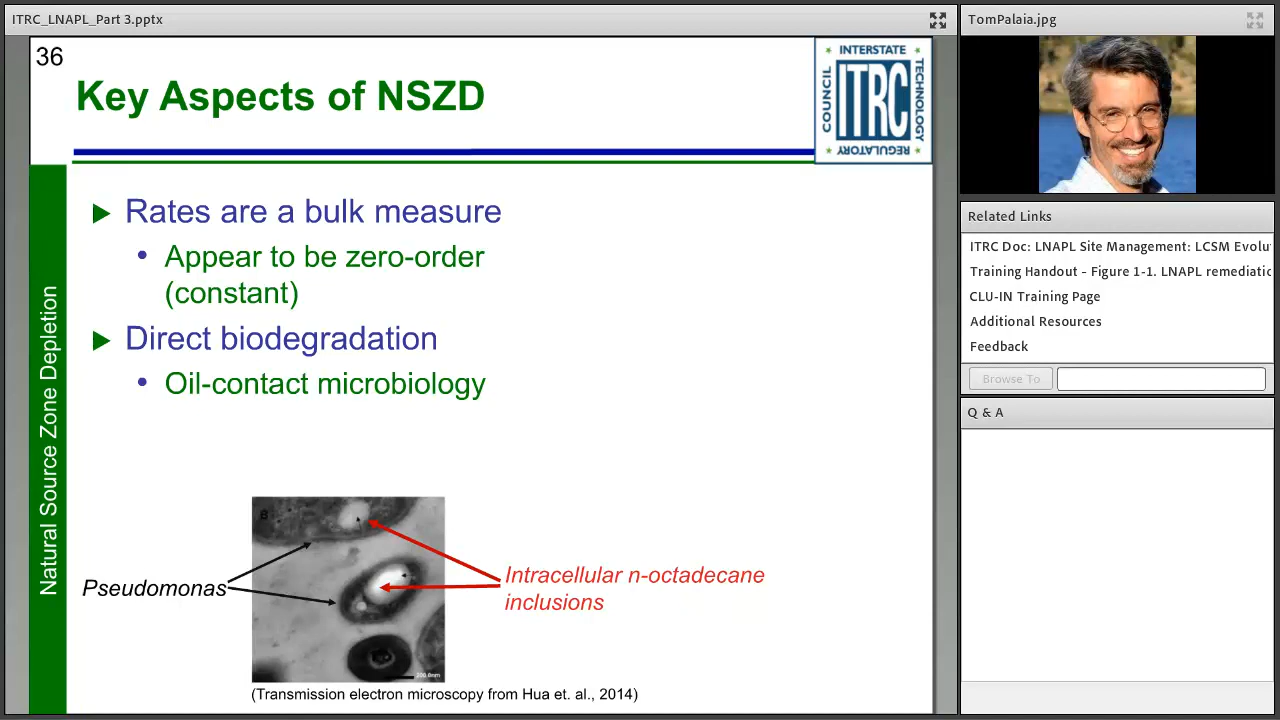 ITRC_LNAPL_Part 3.pptx
36
Key Aspects of NSZD
INTERSTATE
COUNCIL
ITRC
TECHNOLOGY
REGULATORY
Natural Source Zone Depletion
Rates are a bulk measure
• Appear to be zero-order
(constant)
Direct biodegradation
• Oil-contact microbiology
Pseudomonas
Intracellular n-octadecane
inclusions
(Transmission electron microscopy from Hua et. al., 2014)
TomPalaia.jpg
Related Links
ITRC Doc: LNAPL Site Management: LCSM Evolu
Training Handout - Figure 1-1. LNAPL remediatic
CLU-IN Training Page
Additional Resources
Feedback
Browse To
Q & A